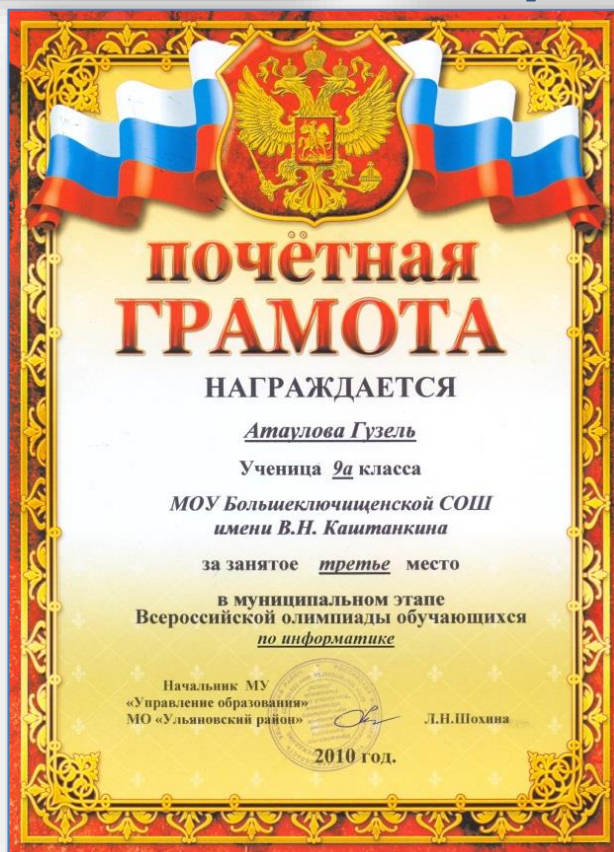 почётная
ГРАМОТА
НАГРАЖДАЕТСЯ
Атаулова Гузель
Ученица 9а класса
МОУ Большеключищенской СОШ
имени В.Н. Каштанкина
за занятое третье место
в муниципальном этапе
Всероссийской олимпиады обучающихся
по информатике
Начальник МУ
«Управление образования»
МО «Ульяновский район» Л.Н.Шохина
2010 год.